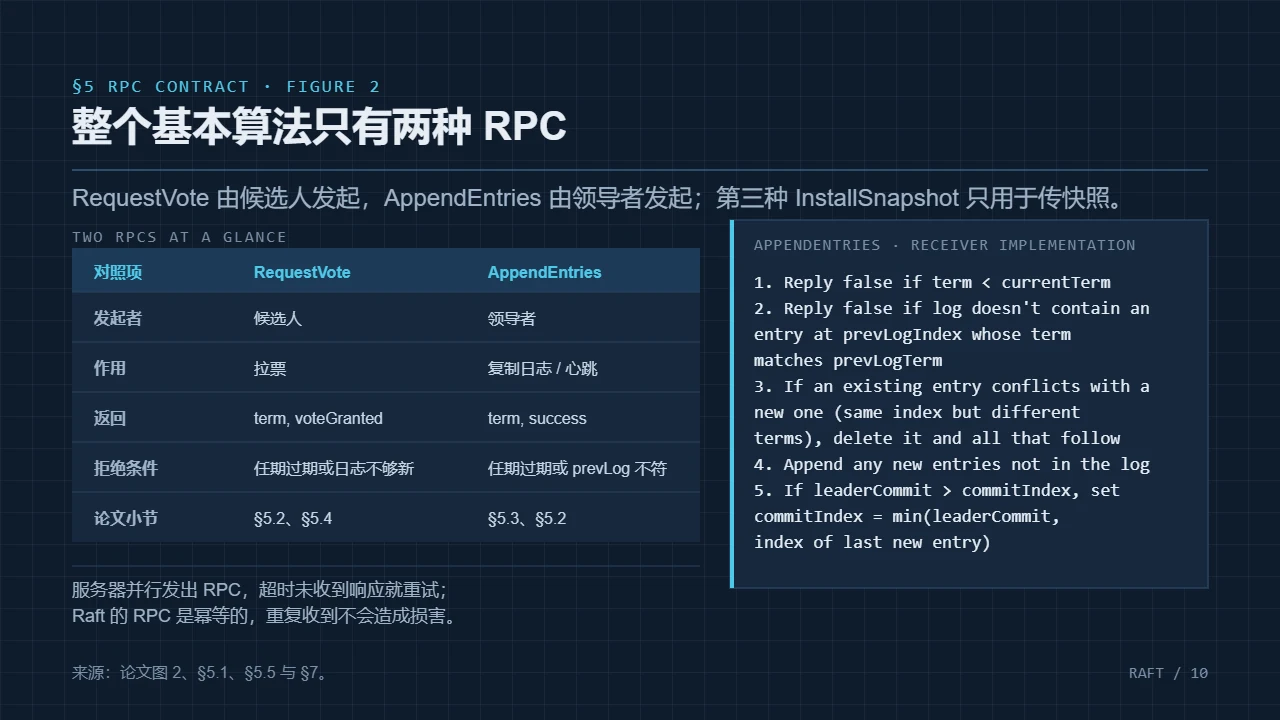 §5 RPC CONTRACT · FIGURE 2
整个基本算法只有两种 RPC
RequestVote 由候选人发起，AppendEntries 由领导者发起；第三种 InstallSnapshot 只用于传快照。
TWO RPCS AT A GLANCE
对照项 RequestVote AppendEntries
发起者 候选人 领导者
作用 拉票 复制日志 / 心跳
返回 term, voteGranted term, success
拒绝条件 任期过期或日志不够新 任期过期或 prevLog 不符
论文小节 §5.2、§5.4 §5.3、§5.2
服务器并行发出 RPC，超时未收到响应就重试；
Raft 的 RPC 是幂等的，重复收到不会造成损害。
APPENDENTRIES · RECEIVER IMPLEMENTATION
1. Reply false if term < currentTerm
2. Reply false if log doesn't contain an
entry at prevLogIndex whose term
matches prevLogTerm
3. If an existing entry conflicts with a
new one (same index but different
terms), delete it and all that follow
4. Append any new entries not in the log
5. If leaderCommit > commitIndex, set
commitIndex = min(leaderCommit,
index of last new entry)
来源：论文图 2、§5.1、§5.5 与 §7。
RAFT / 10